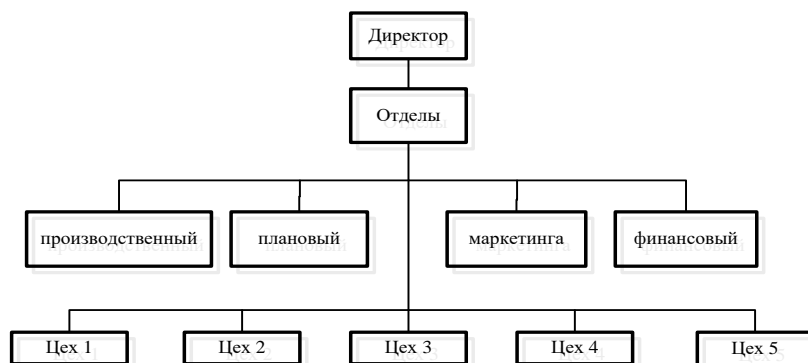 Директор
Отделы
производственный
плановый
маркетинга
финансовый
Цех 1
Цех 2
Цех 3
Цех 4
Цех 5